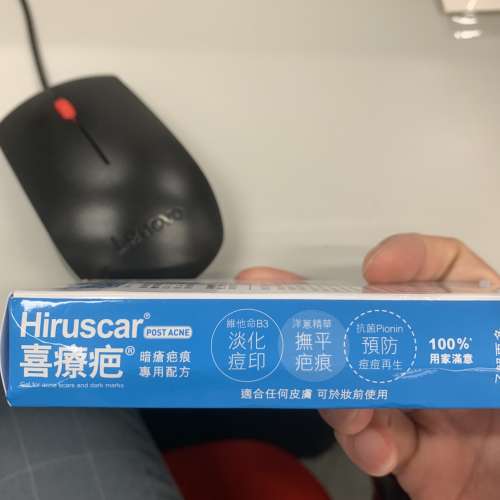 Lenovo
Hiruscar®
POST ACNE
喜療疤®
Gel for acne scars and dark marks
暗瘡疤痕
專用配方
維他命B3
淡化
痘印
洋蔥精華
撫平
疤痕
抗菌Pionin
預防
痘痘再生
100%*
用家滿意
適合任何皮膚 可於妝前使用